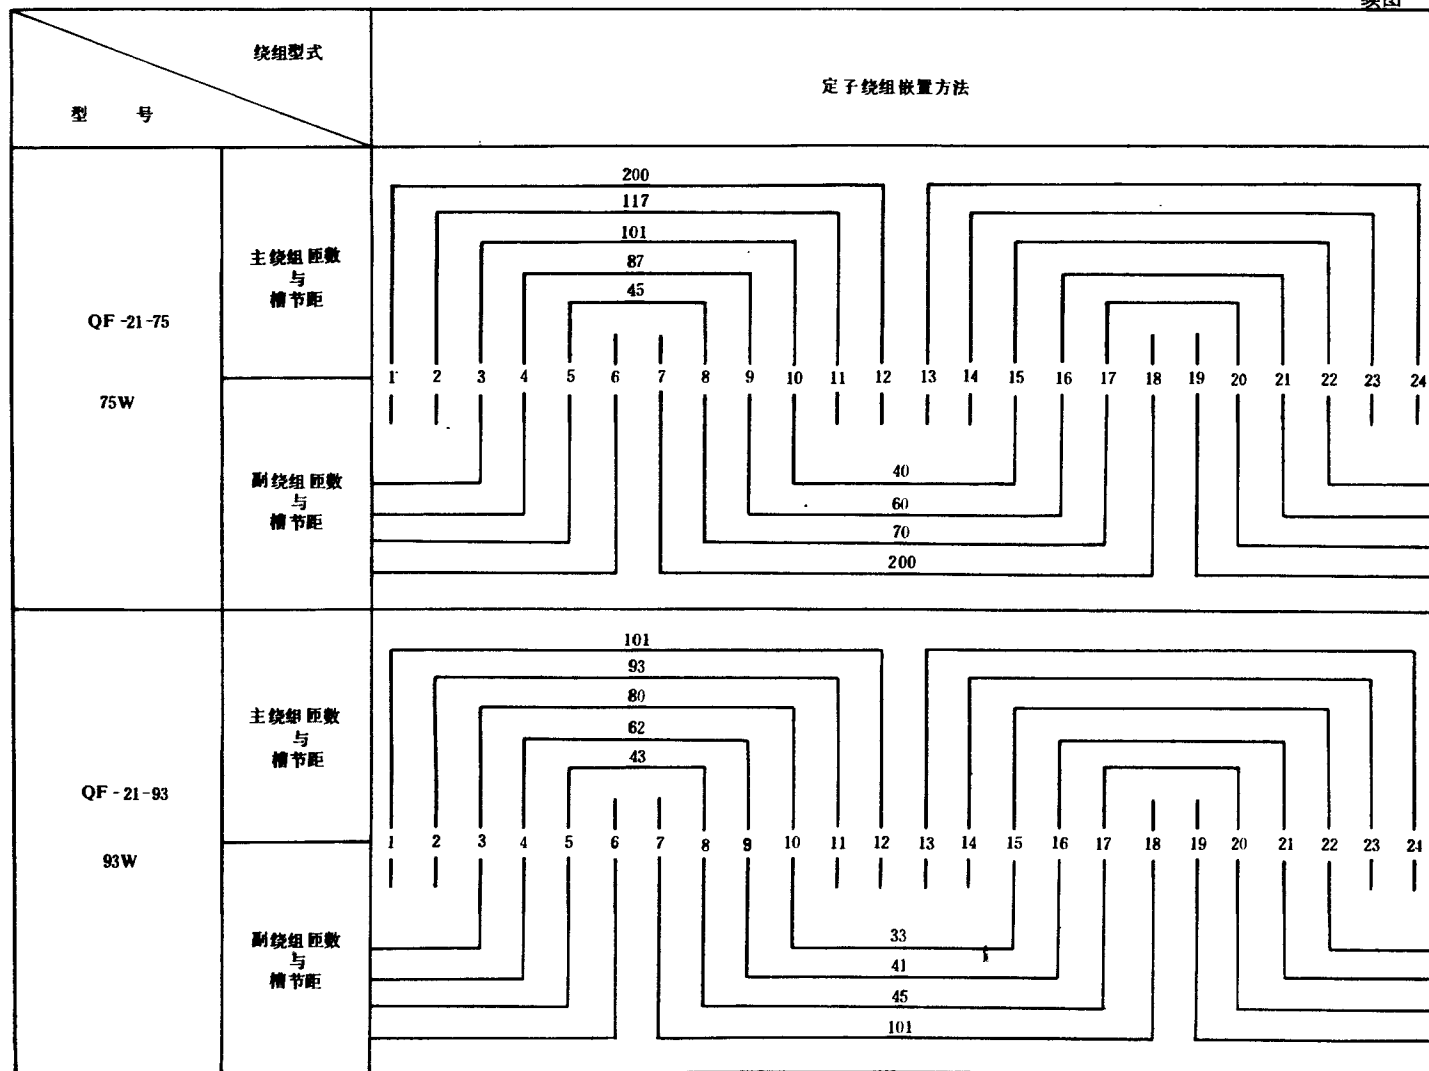 续图
绕组型式
型 号
定子绕组嵌置方法
QF-21-75
75W
主绕组匝数
与
槽节距
200
117
101
87
45
1 2 3 4 5 6 7 8 9 10 11 12 13 14 15 16 17 18 19 20 21 22 23 24
副绕组匝数
与
槽节距
40
60
70
200
QF-21-93
93W
主绕组匝数
与
槽节距
101
93
80
62
43
1 2 3 4 5 6 7 8 9 10 11 12 13 14 15 16 17 18 19 20 21 22 23 24
副绕组匝数
与
槽节距
33
41
45
101